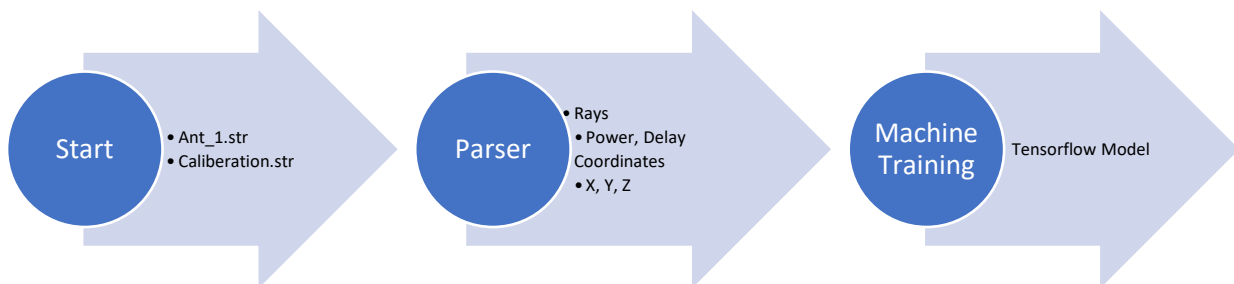 Start
• Ant_1.str
• Caliberation.str
Parser
• Rays
• Power, Delay
Coordinates
• X, Y, Z
Machine
Training
Tensorflow Model